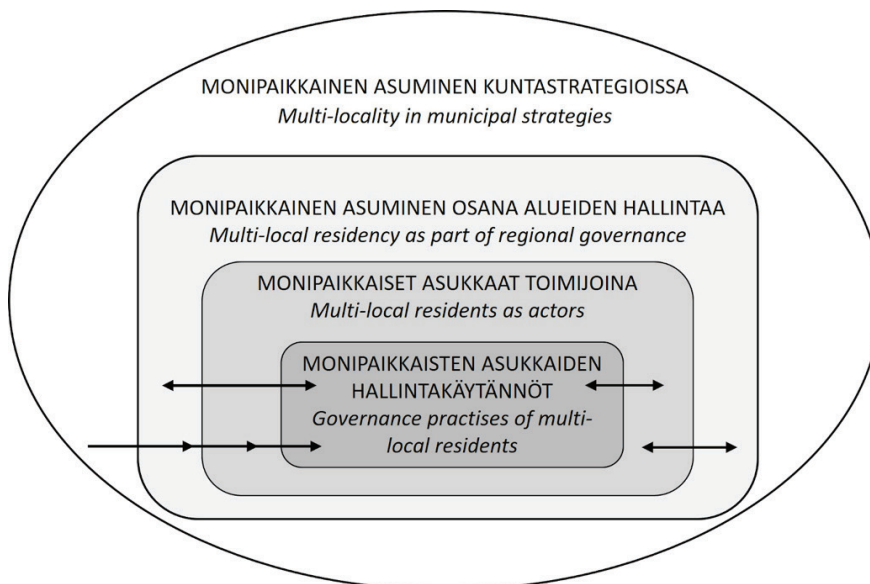 MONIPAIKKAINEN ASUMINEN KUNTASTRATEGIOISSA
Multi-locality in municipal strategies
MONIPAIKKAINEN ASUMINEN OSANA ALUEIDEN HALLINTAA
Multi-local residency as part of regional governance
MONIPAIKKAISET ASUKKAAT TOIMIJOINA
Multi-local residents as actors
MONIPAIKKAISTEN ASUKKAIDEN
HALLINTAKÄYTÄNNÖT
Governance practises of multi-
local residents